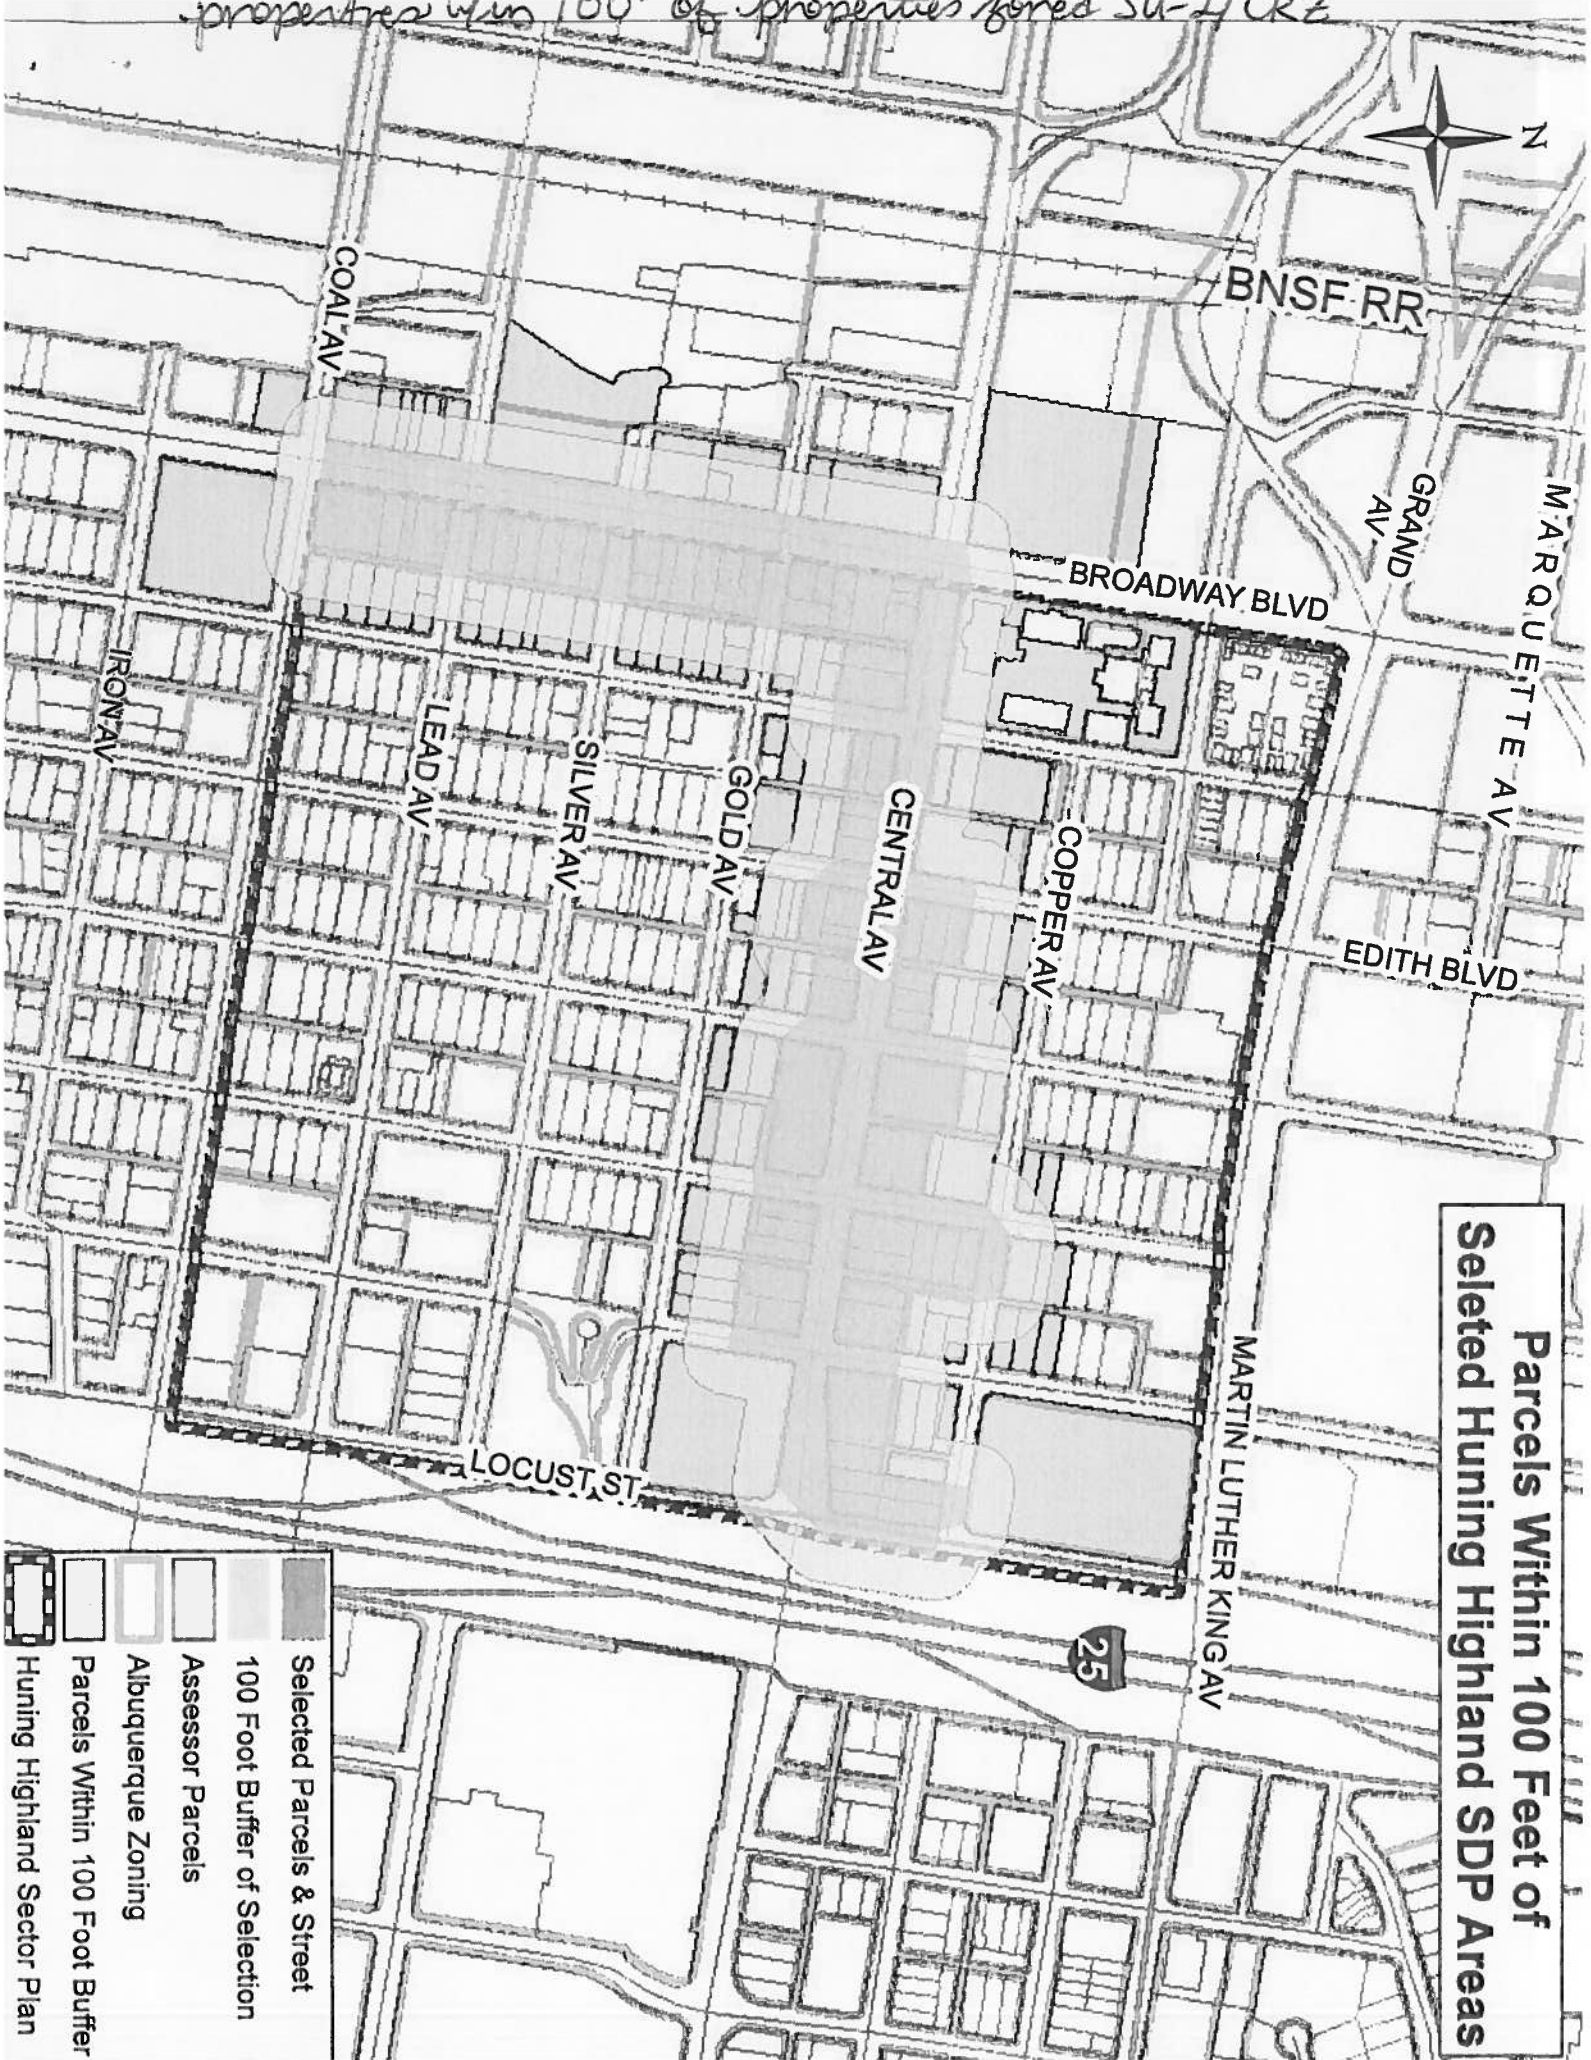 Parcels Within 100 Feet of
Seleted Huning Highland SDP Areas
N
MARQUETTE AV
GRAND
AV
BNSF RR
BROADWAY BLVD
EDITH BLVD
MARTIN LUTHER KING AV
COPPER AV
CENTRAL AV
GOLD AV
SILVER AV
LEAD AV
COAL AV
IRON AV
LOCUST ST
25
Selected Parcels & Street
100 Foot Buffer of Selection
Assessor Parcels
Albuquerque Zoning
Parcels Within 100 Foot Buffer
Huning Highland Sector Plan
100' of properties zoned SU-2/CRZ